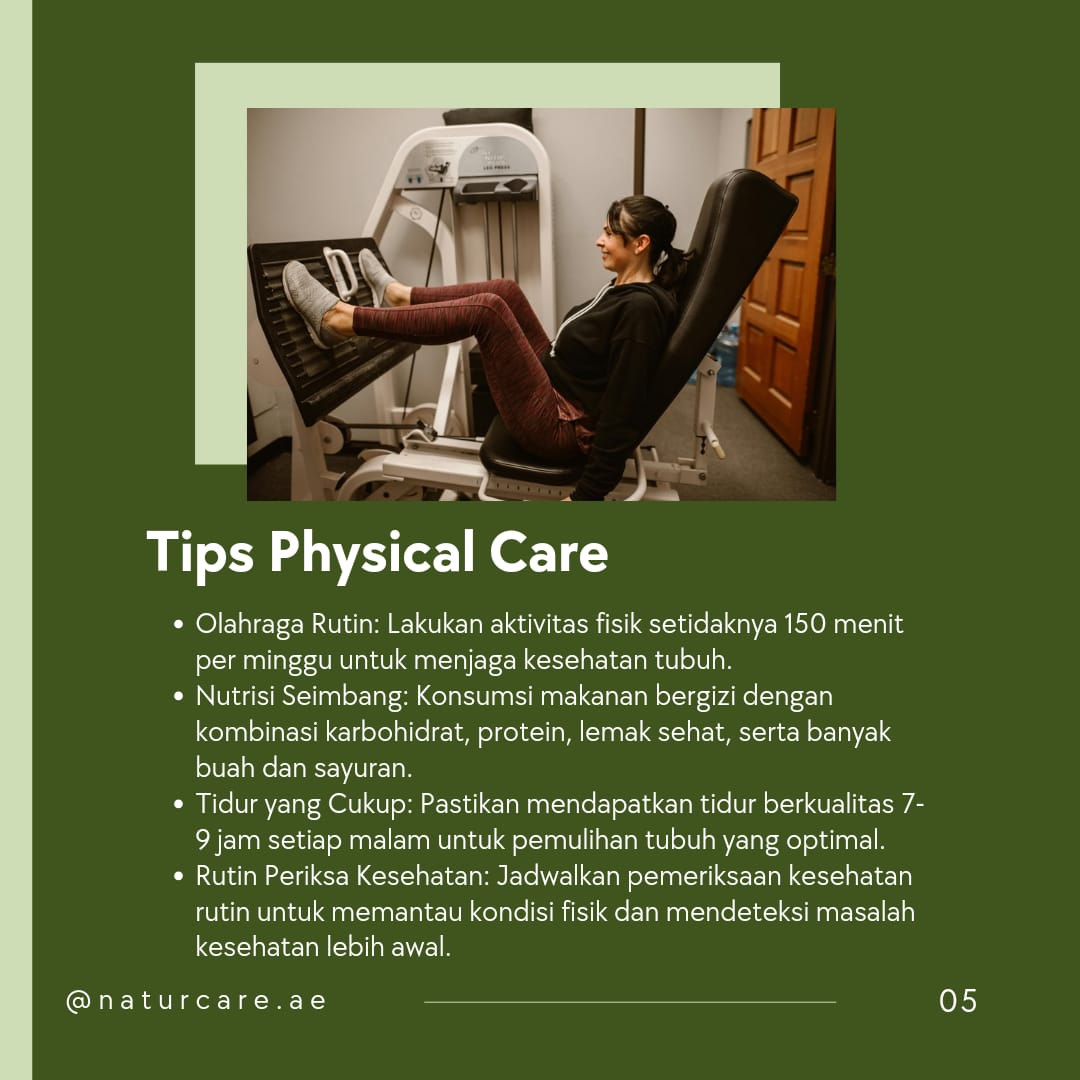 LEG PRESS
Tips Physical Care
• Olahraga Rutin: Lakukan aktivitas fisik setidaknya 150 menit
per minggu untuk menjaga kesehatan tubuh.
• Nutrisi Seimbang: Konsumsi makanan bergizi dengan
kombinasi karbohidrat, protein, lemak sehat, serta banyak
buah dan sayuran.
• Tidur yang Cukup: Pastikan mendapatkan tidur berkualitas 7-
9 jam setiap malam untuk pemulihan tubuh yang optimal.
• Rutin Periksa Kesehatan: Jadwalkan pemeriksaan kesehatan
rutin untuk memantau kondisi fisik dan mendeteksi masalah
kesehatan lebih awal.
@naturcare.ae
05